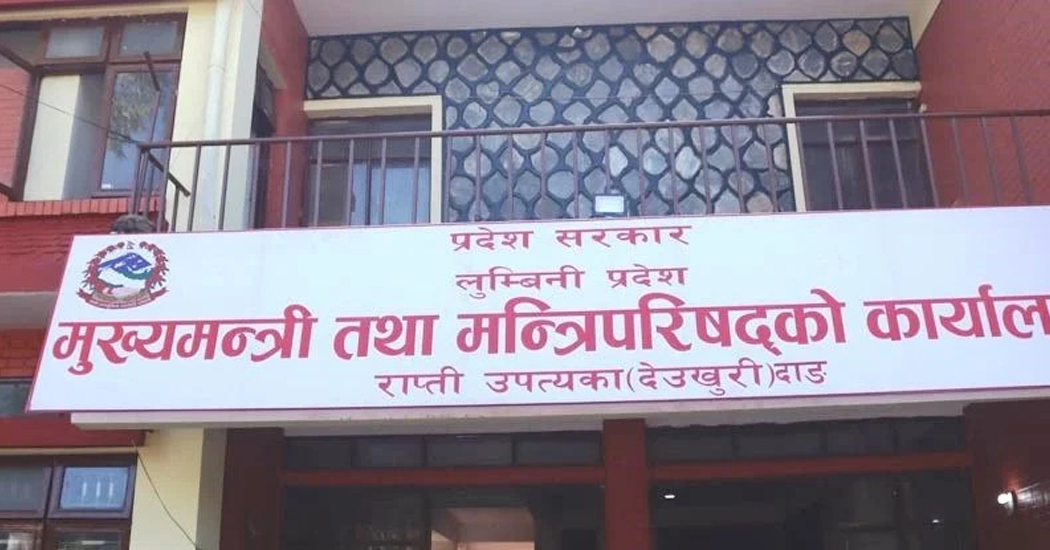 प्रदेश सरकार
लुम्बिनी प्रदेश
मुख्यमन्त्री तथा मन्त्रिपरिषद्को कार्याल
राप्ती उपत्यका(देउखुरी)दाङ